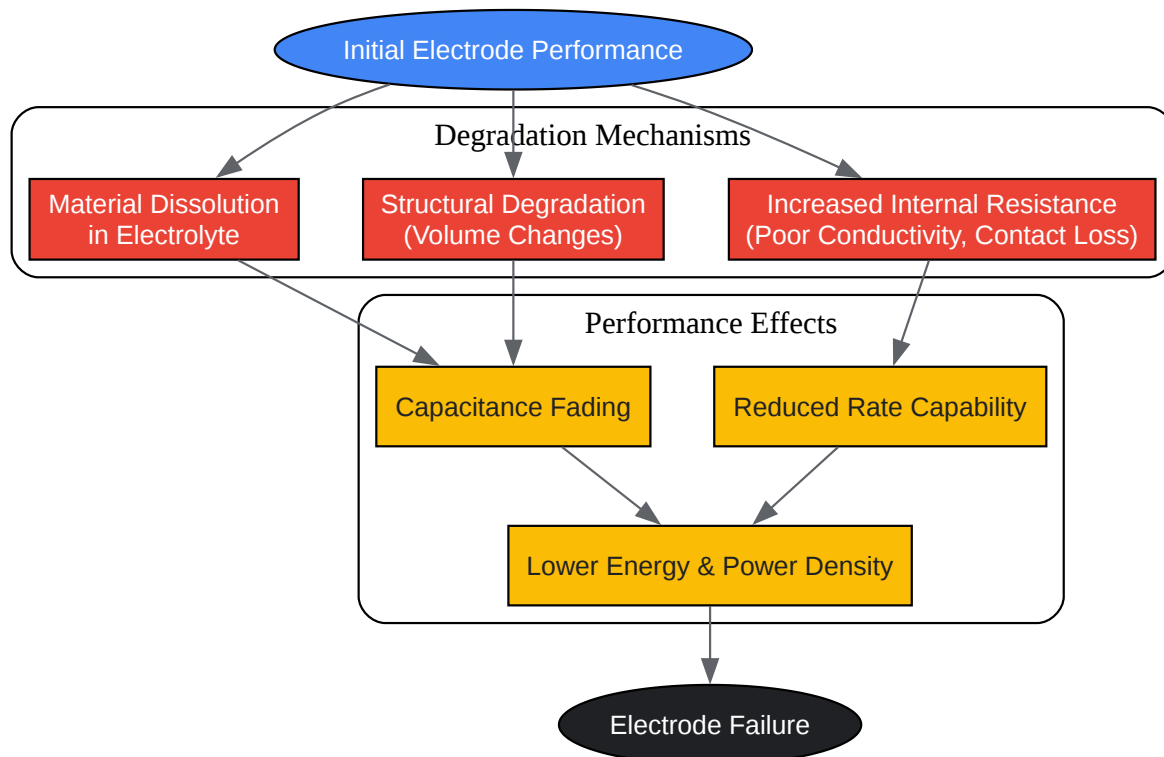 Initial Electrode Performance
Degradation Mechanisms
Material Dissolution
in Electrolyte
Structural Degradation
(Volume Changes)
Increased Internal Resistance
(Poor Conductivity, Contact Loss)
Performance Effects
Capacitance Fading
Reduced Rate Capability
Lower Energy & Power Density
Electrode Failure